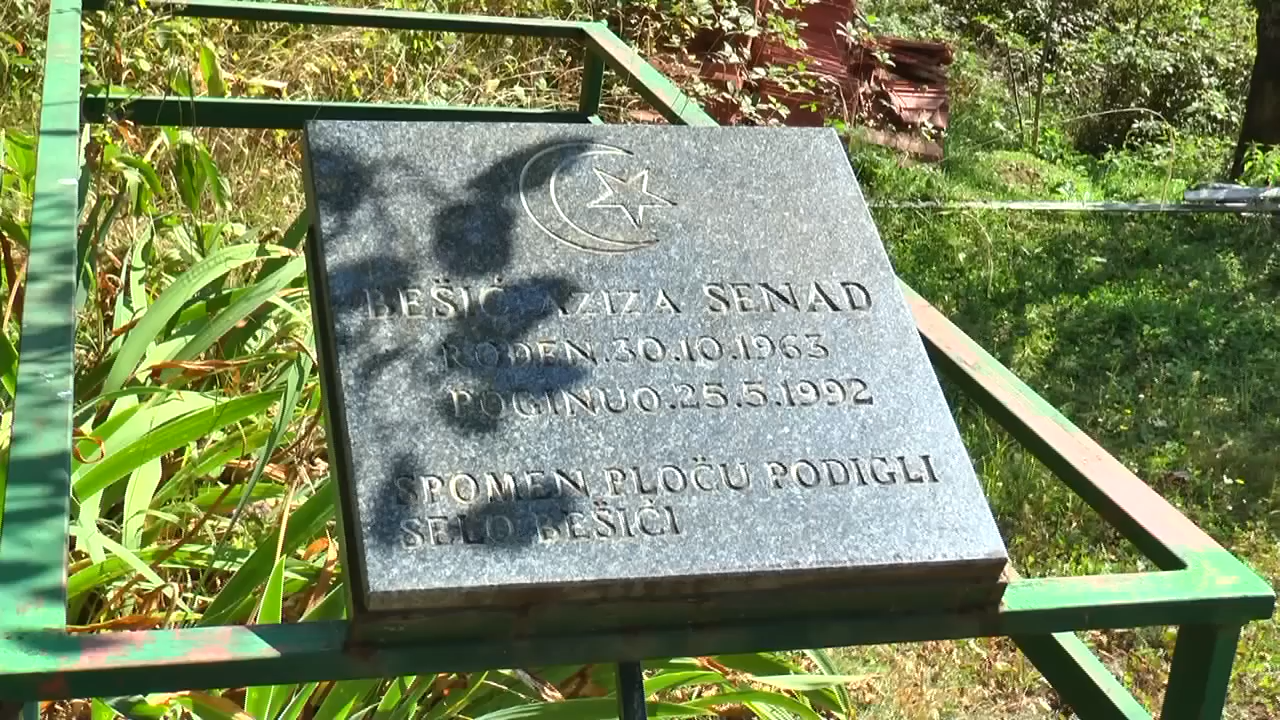 BEŠIĆ AZIZA SENAD
ROĐEN.30.10.1963
POGINUO.25.5.1992
SPOMEN PLOČU PODIGLI
SELO BEŠIĆI